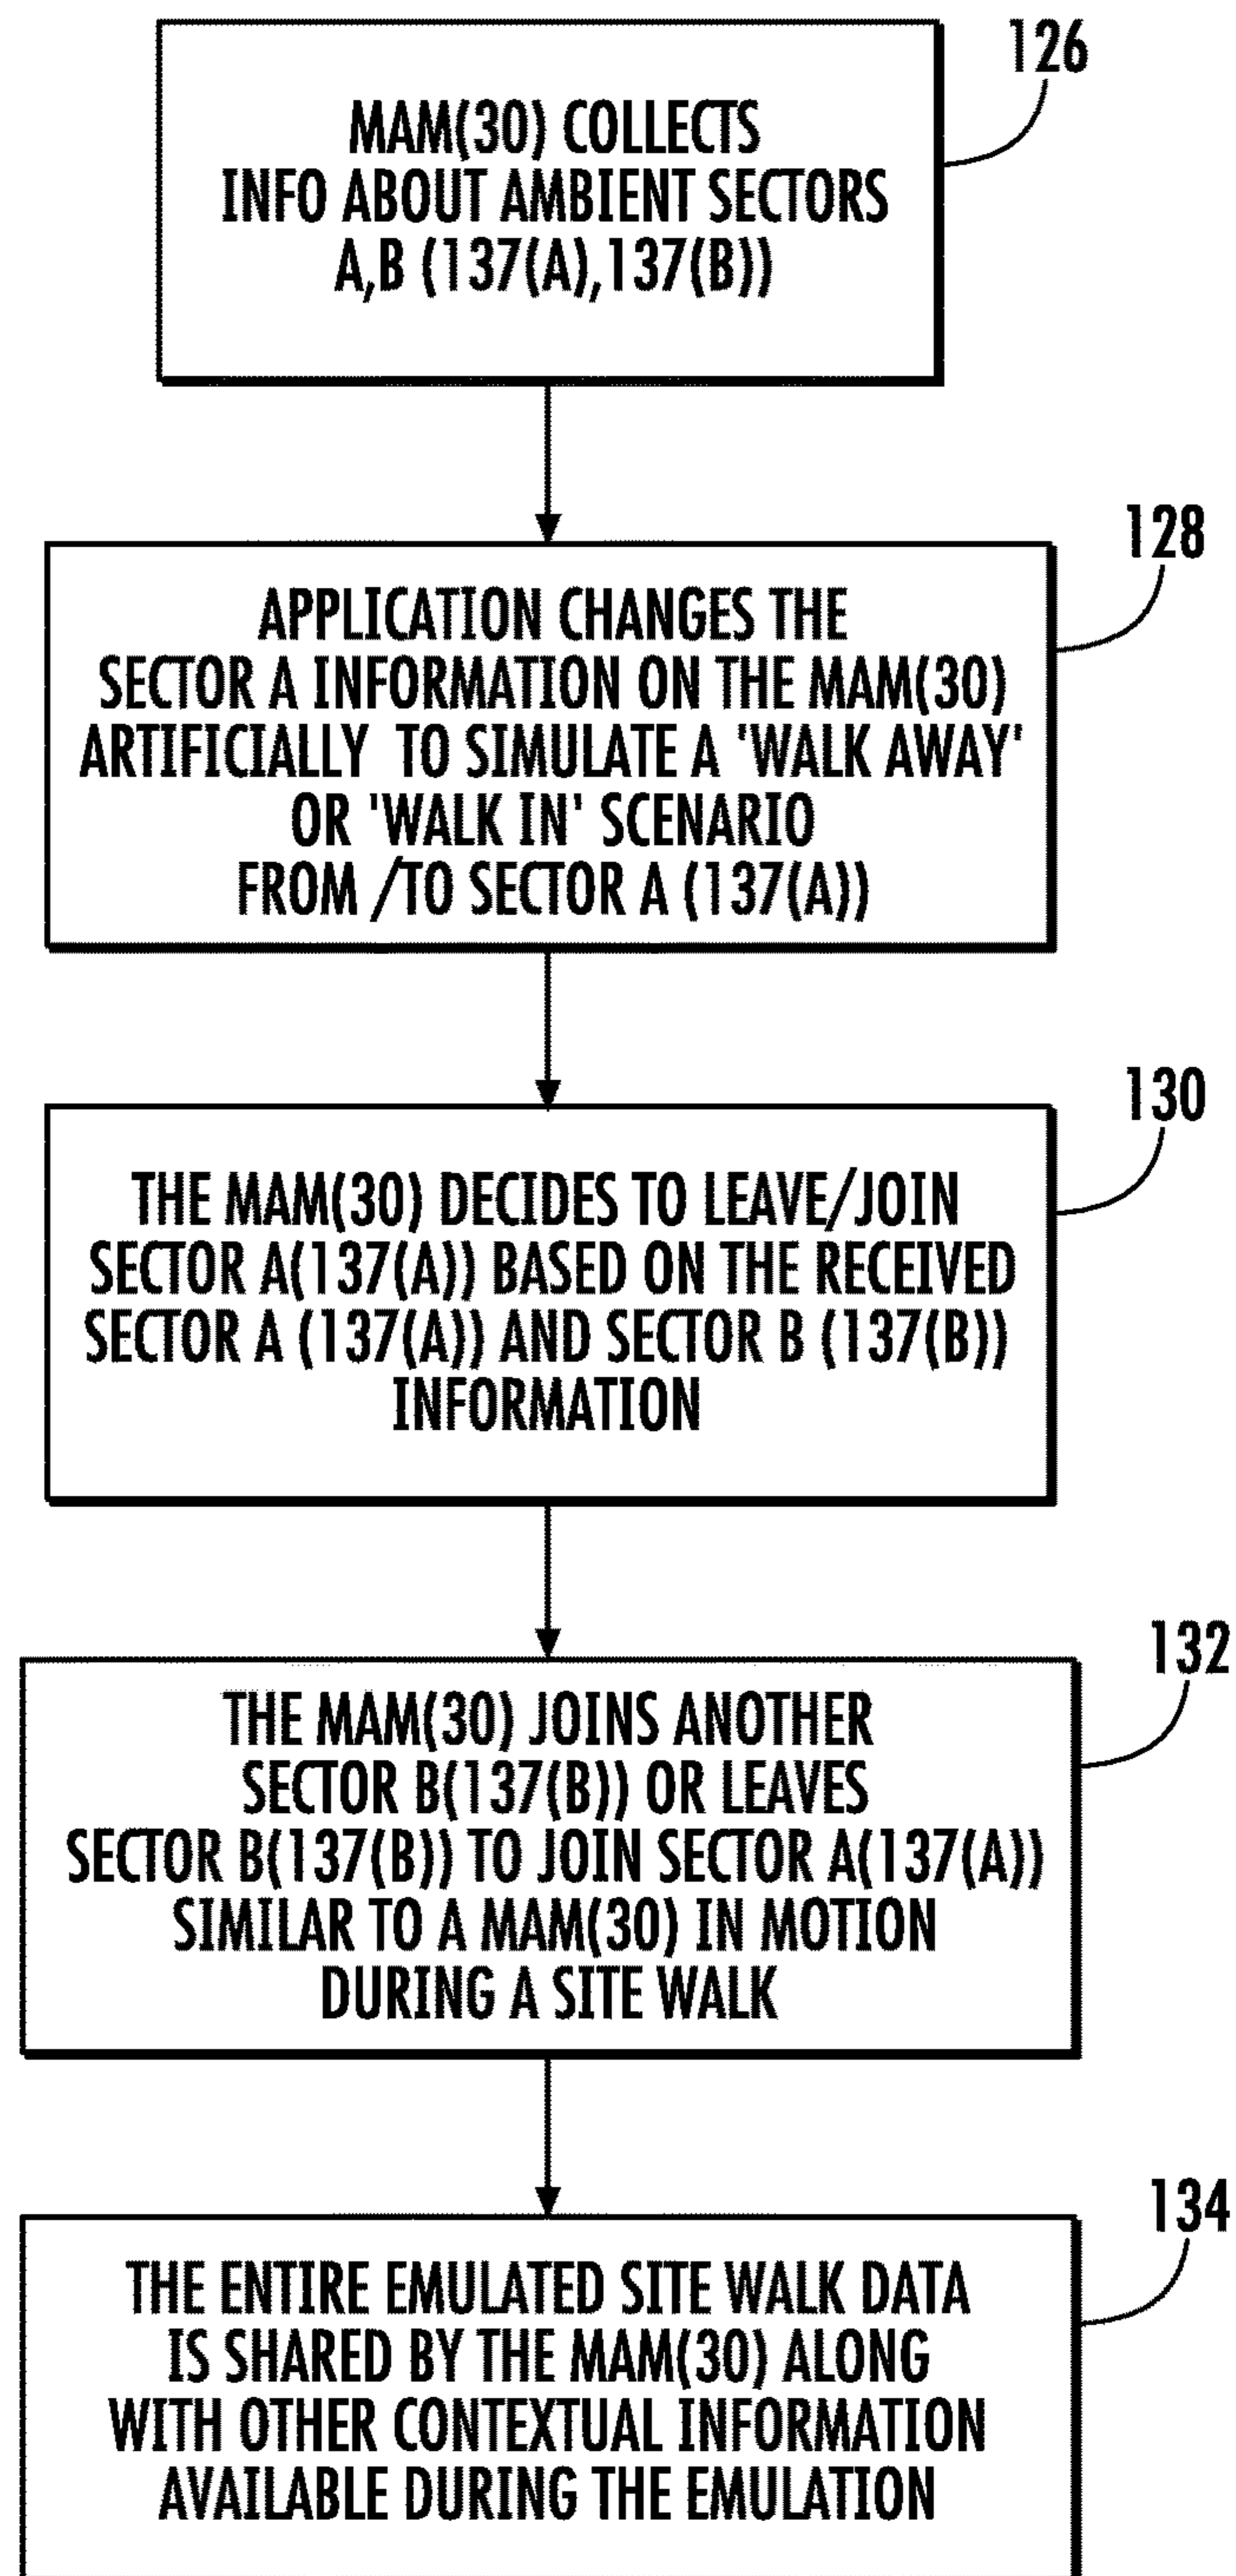 126
MAM(30) COLLECTS
INFO ABOUT AMBIENT SECTORS
A,B (137(A),137(B))
128
APPLICATION CHANGES THE
SECTOR A INFORMATION ON THE MAM(30)
ARTIFICIALLY TO SIMULATE A 'WALK AWAY'
OR 'WALK IN' SCENARIO
FROM /TO SECTOR A (137(A))
130
THE MAM(30) DECIDES TO LEAVE/JOIN
SECTOR A(137(A)) BASED ON THE RECEIVED
SECTOR A (137(A)) AND SECTOR B (137(B))
INFORMATION
132
THE MAM(30) JOINS ANOTHER
SECTOR B(137(B)) OR LEAVES
SECTOR B(137(B)) TO JOIN SECTOR A(137(A))
SIMILAR TO A MAM(30) IN MOTION
DURING A SITE WALK
134
THE ENTIRE EMULATED SITE WALK DATA
IS SHARED BY THE MAM(30) ALONG
WITH OTHER CONTEXTUAL INFORMATION
AVAILABLE DURING THE EMULATION